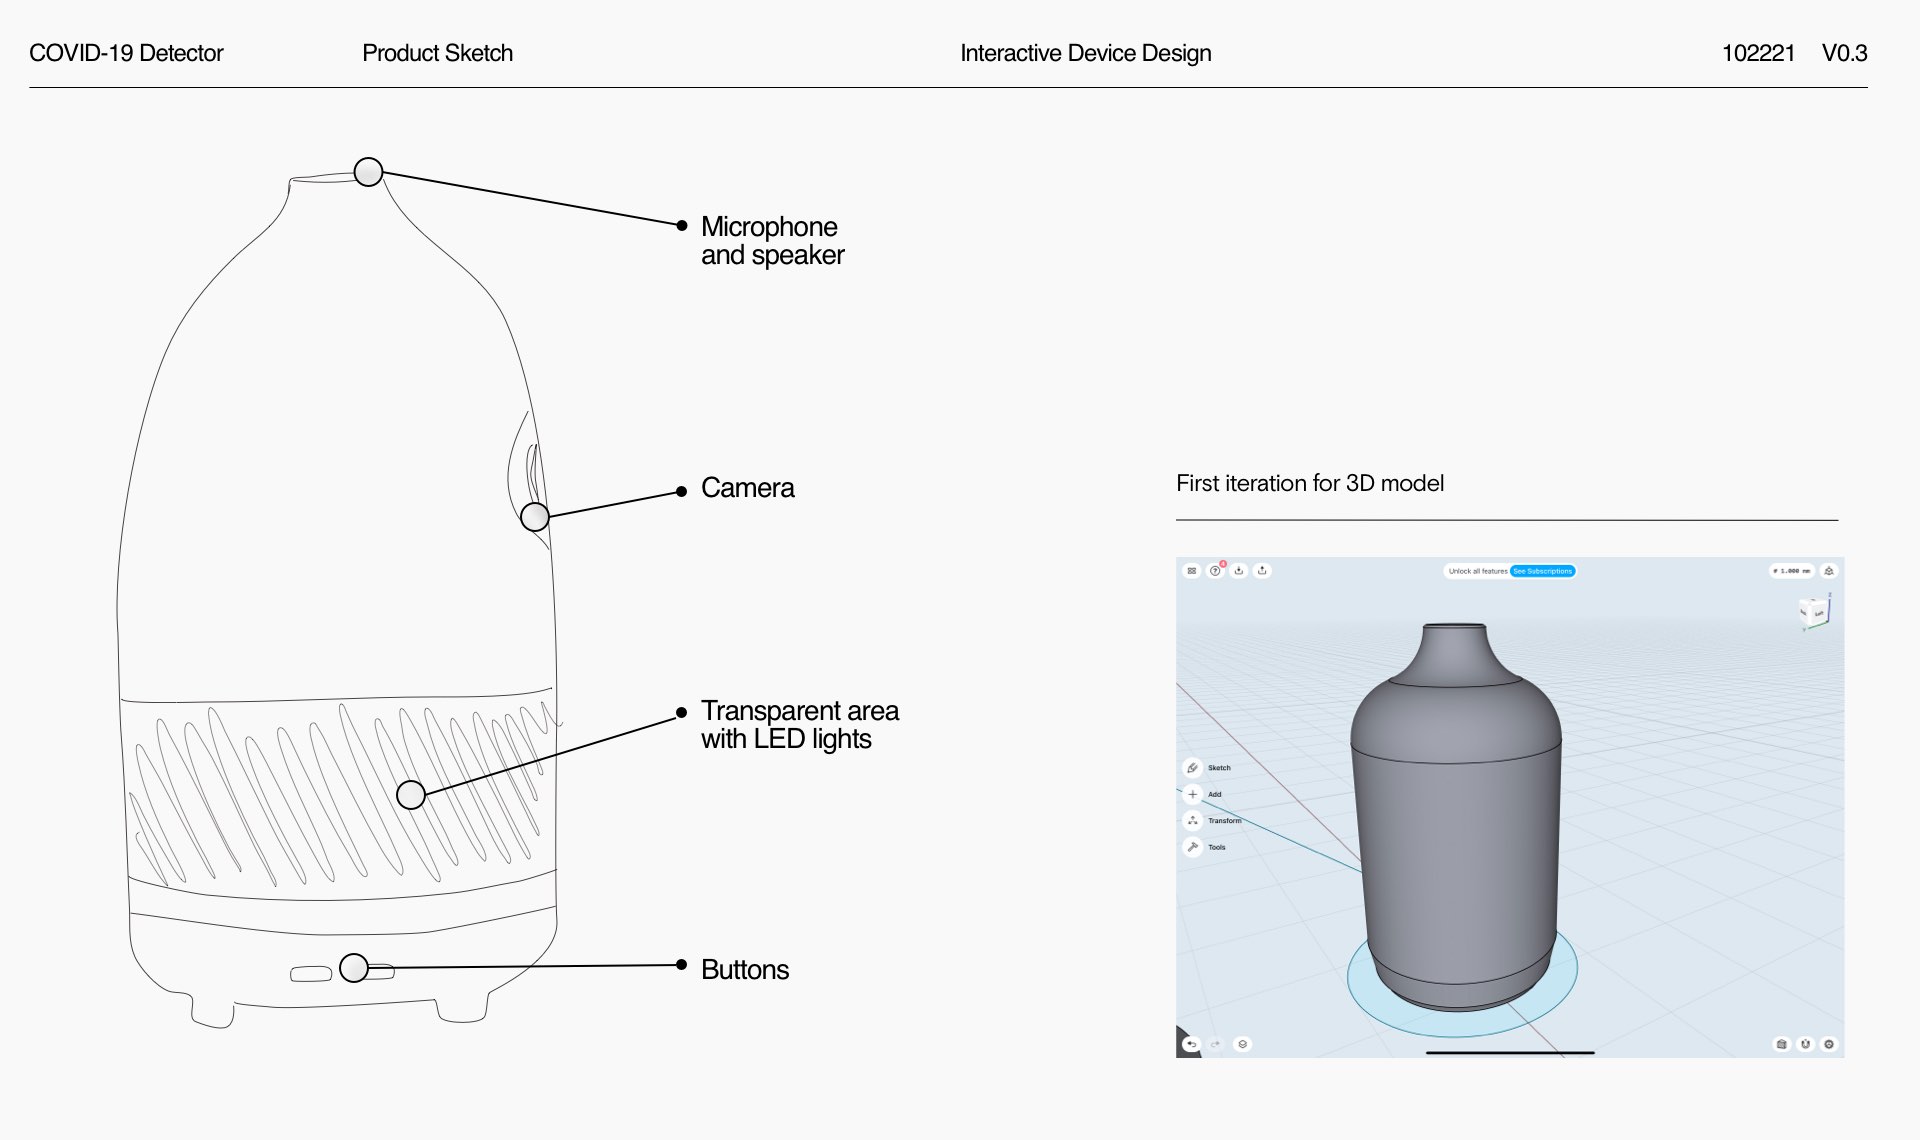 COVID-19 Detector
Product Sketch
Interactive Device Design
102221
V0.3
Microphone
and speaker
Camera
Transparent area
with LED lights
Buttons
First iteration for 3D model
Unlock all features
See Subscriptions
Sketch
Add
Transform
Tools